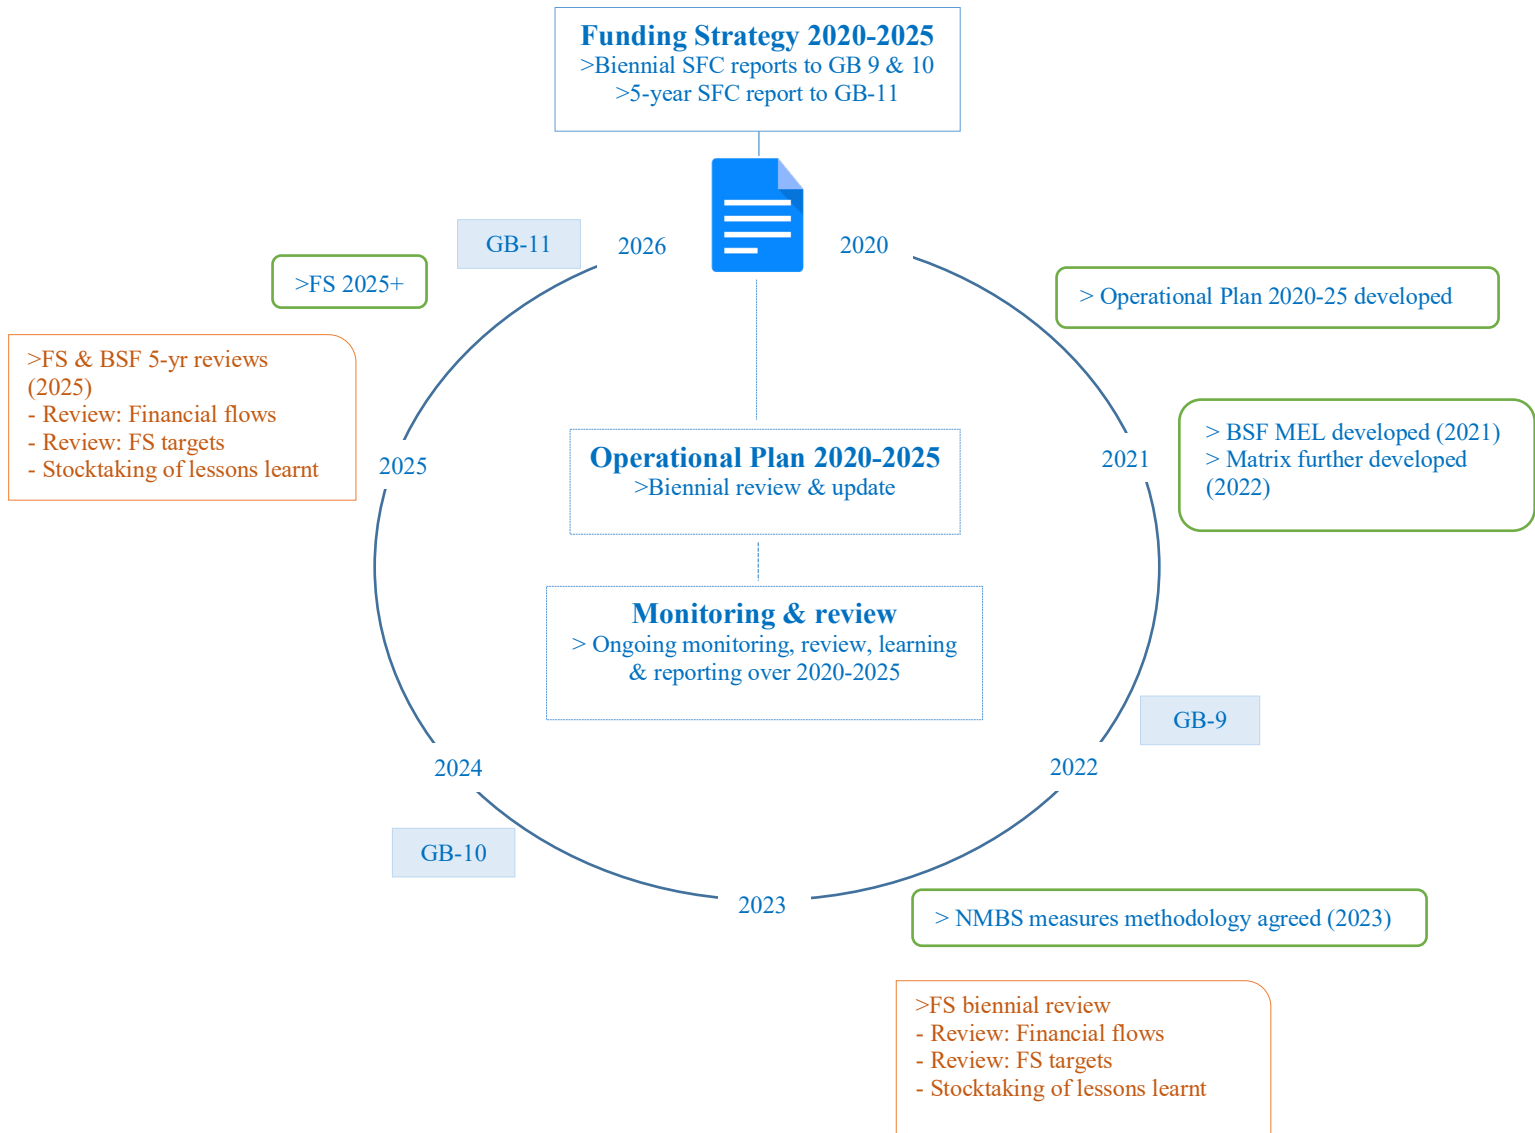 Funding Strategy 2020-2025
>Biennial SFC reports to GB 9 & 10
>5-year SFC report to GB-11
GB-11
2026
2020
>FS 2025+
> Operational Plan 2020-25 developed
>FS & BSF 5-yr reviews
(2025)
- Review: Financial flows
- Review: FS targets
- Stocktaking of lessons learnt
2025
Operational Plan 2020-2025
>Biennial review & update
2021
> BSF MEL developed (2021)
> Matrix further developed
(2022)
Monitoring & review
> Ongoing monitoring, review, learning
& reporting over 2020-2025
GB-9
2024
2022
GB-10
2023
> NMBS measures methodology agreed (2023)
>FS biennial review
- Review: Financial flows
- Review: FS targets
- Stocktaking of lessons learnt